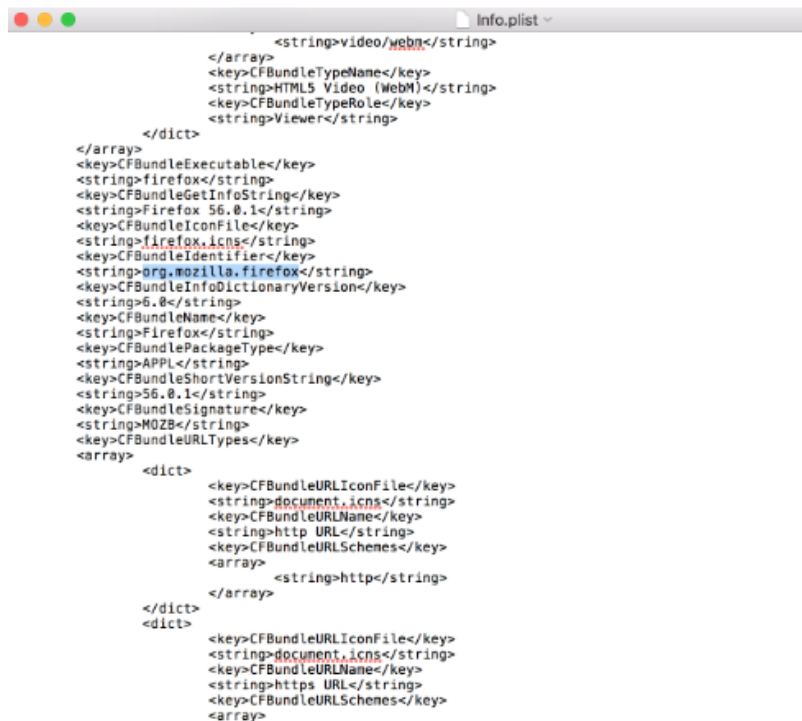 Info.plist
<string>video/webm</string>
</array>
<key>CFBundleTypeName</key>
<string>HTML5 Video (WebM)</string>
<key>CFBundleTypeRole</key>
<string>Viewer</string>
</dict>
</array>
<key>CFBundleExecutable</key>
<string>firefox</string>
<key>CFBundleGetInfoString</key>
<string>Firefox 56.0.1</string>
<key>CFBundleIconFile</key>
<string>firefox.icns</string>
<key>CFBundleIdentifier</key>
<string>org.mozilla.firefox</string>
<key>CFBundleInfoDictionaryVersion</key>
<string>6.0</string>
<key>CFBundleName</key>
<string>Firefox</string>
<key>CFBundlePackageType</key>
<string>APPL</string>
<key>CFBundleShortVersionString</key>
<string>56.0.1</string>
<key>CFBundleSignature</key>
<string>MOZB</string>
<key>CFBundleURLTypes</key>
<array>
<dict>
<key>CFBundleURLIconFile</key>
<string>document.icns</string>
<key>CFBundleURLName</key>
<string>http URL</string>
<key>CFBundleURLSchemes</key>
<array>
<string>http</string>
</array>
</dict>
<dict>
<key>CFBundleURLIconFile</key>
<string>document.icns</string>
<key>CFBundleURLName</key>
<string>https URL</string>
<key>CFBundleURLSchemes</key>
<array>